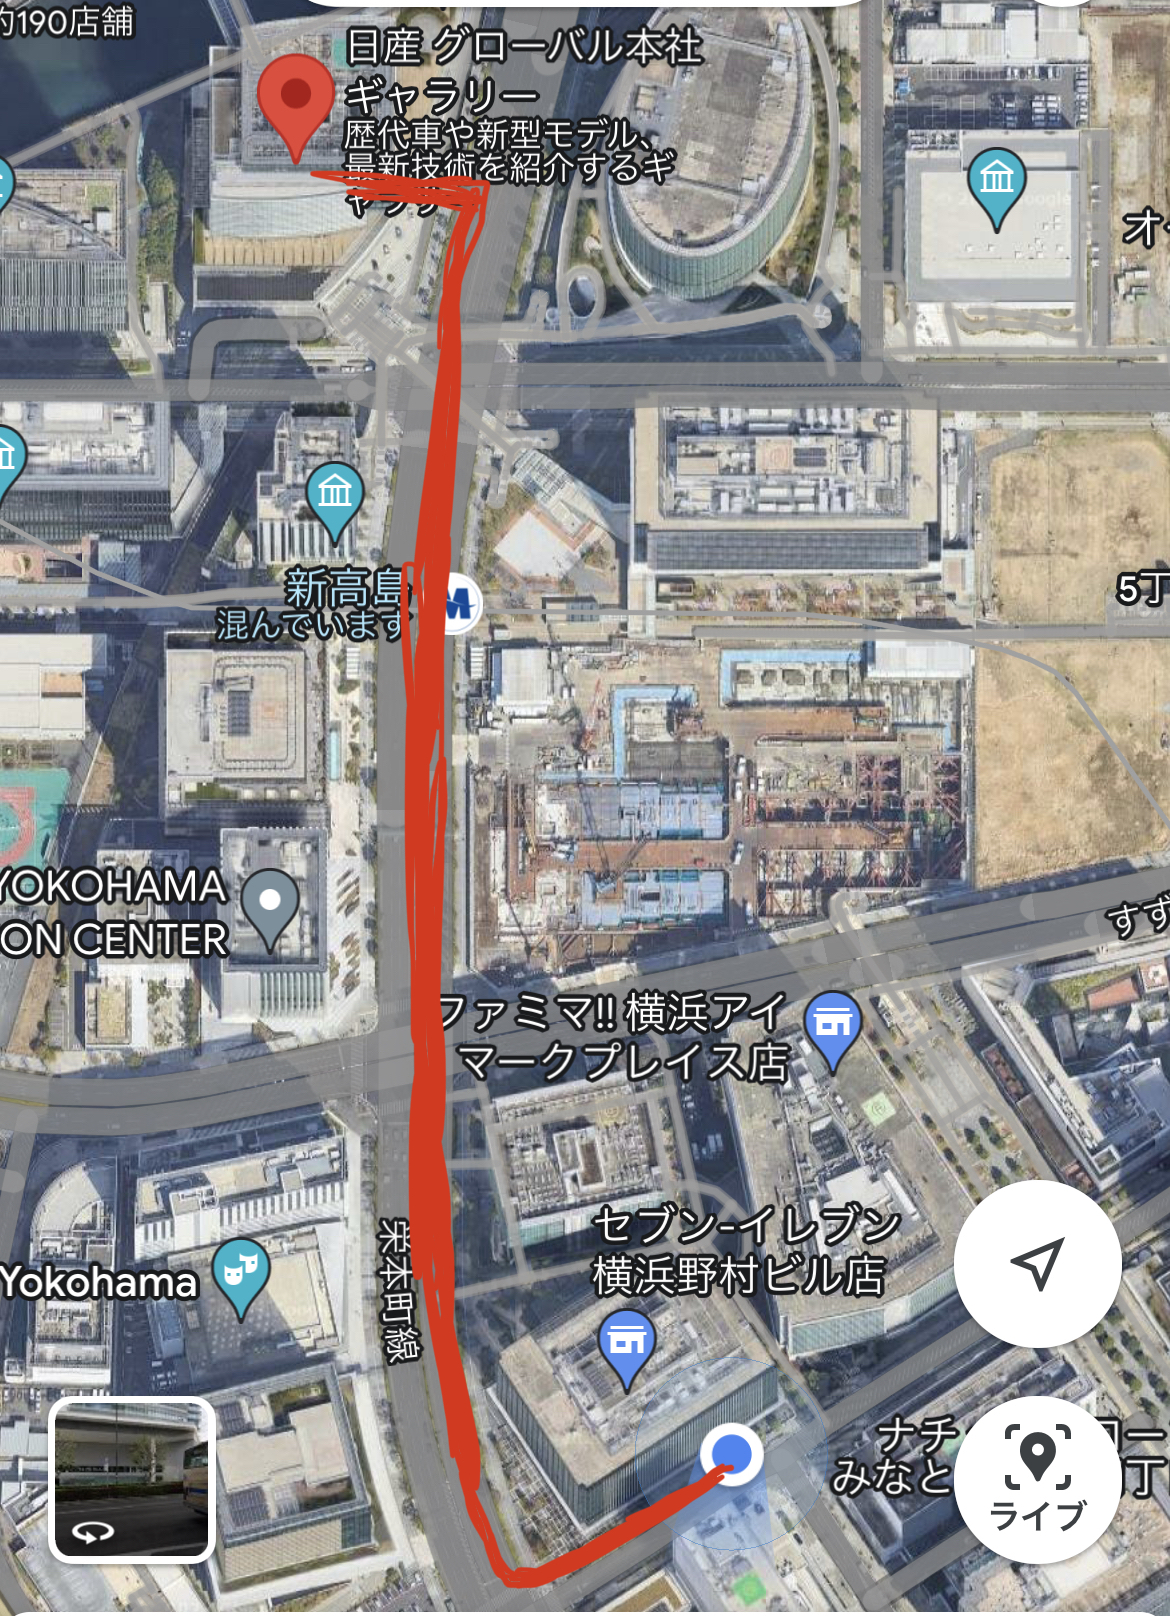 約190店舗
日産 グローバル本社
ギャラリー
歴代車や新型モデル、
最新技術を紹介するギ
オ
新高島
混んでいます
5丁
YOKOHAMA
ON CENTER
すず
ファミマ!! 横浜アイ
マークプレイス店
セブン-イレブン
横浜野村ビル店
栄本町線
Yokohama
ナチ
みなと
ライブ